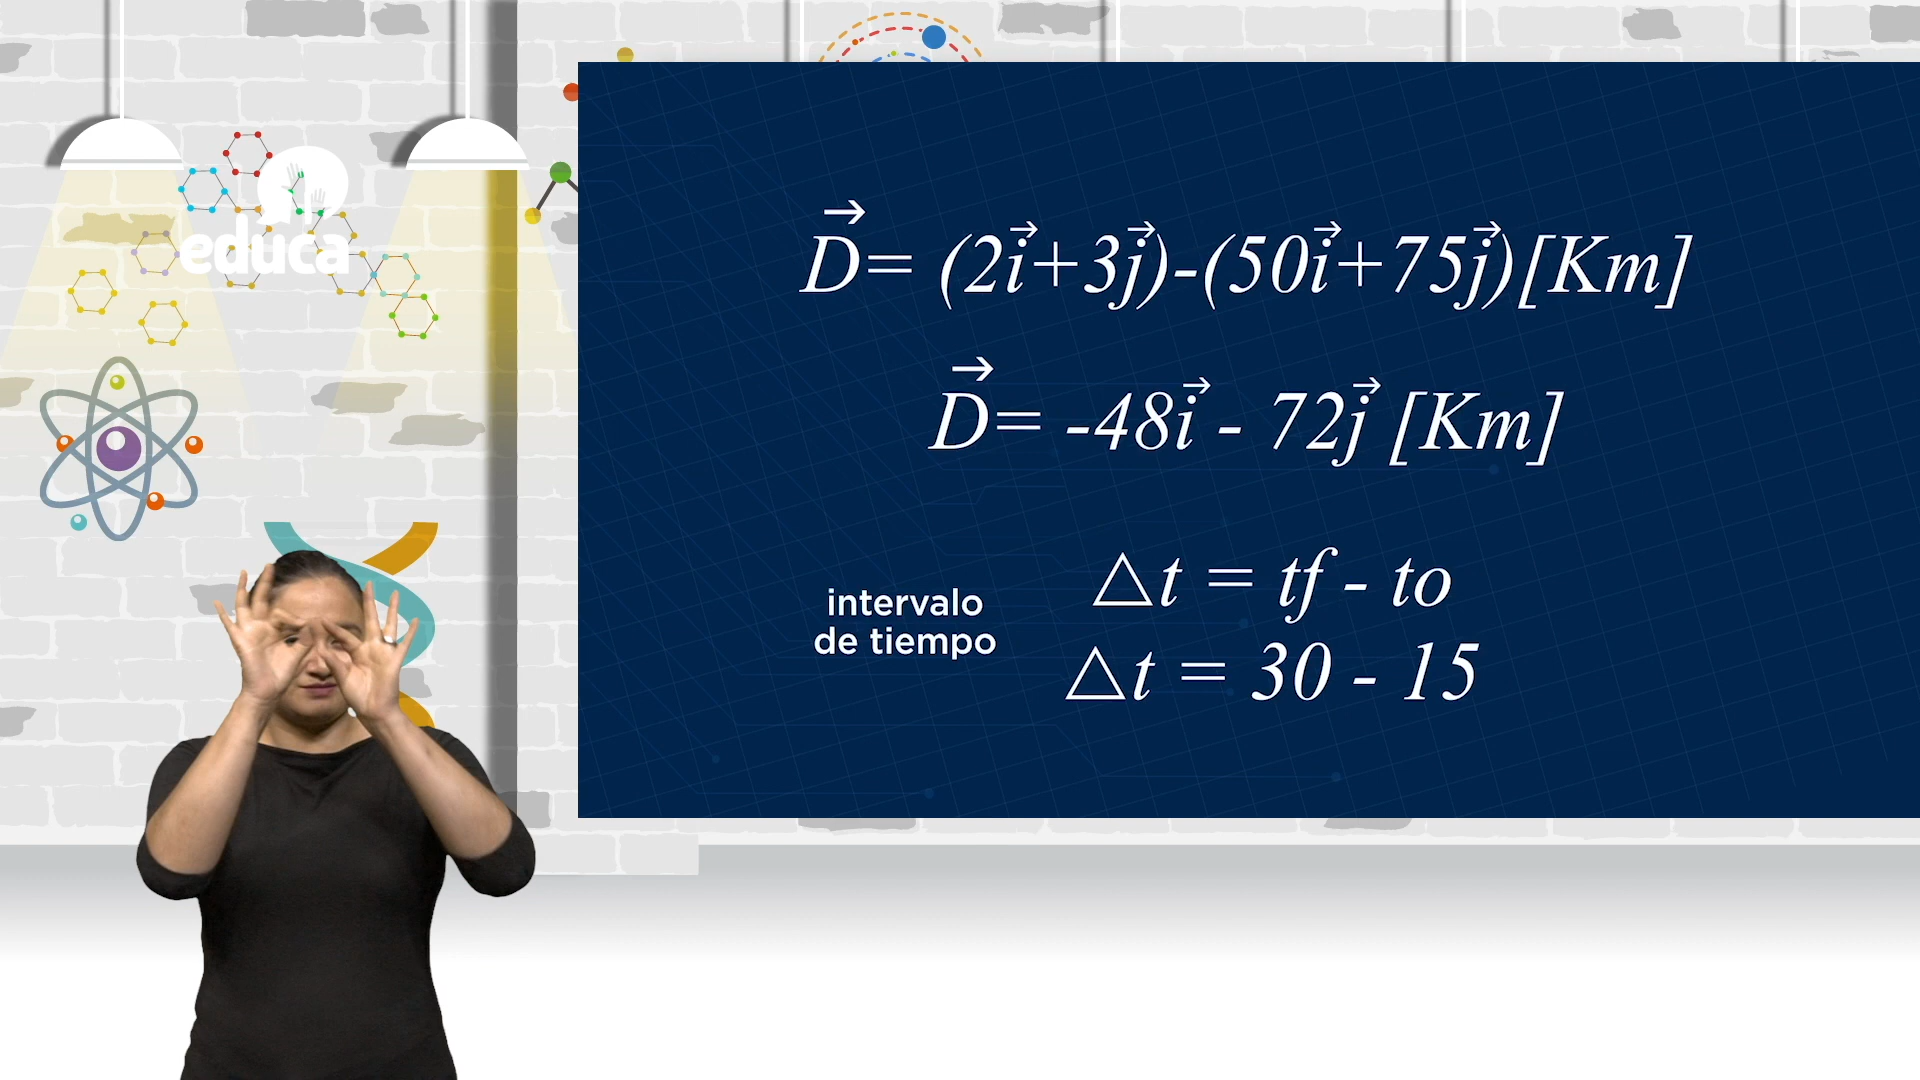 educa
D⃗= (2i⃗+3j⃗)-(50i⃗+75j⃗)[Km]
D⃗= -48i⃗ - 72j⃗ [Km]
intervalo
de tiempo
△t = tf - to
△t = 30 - 15